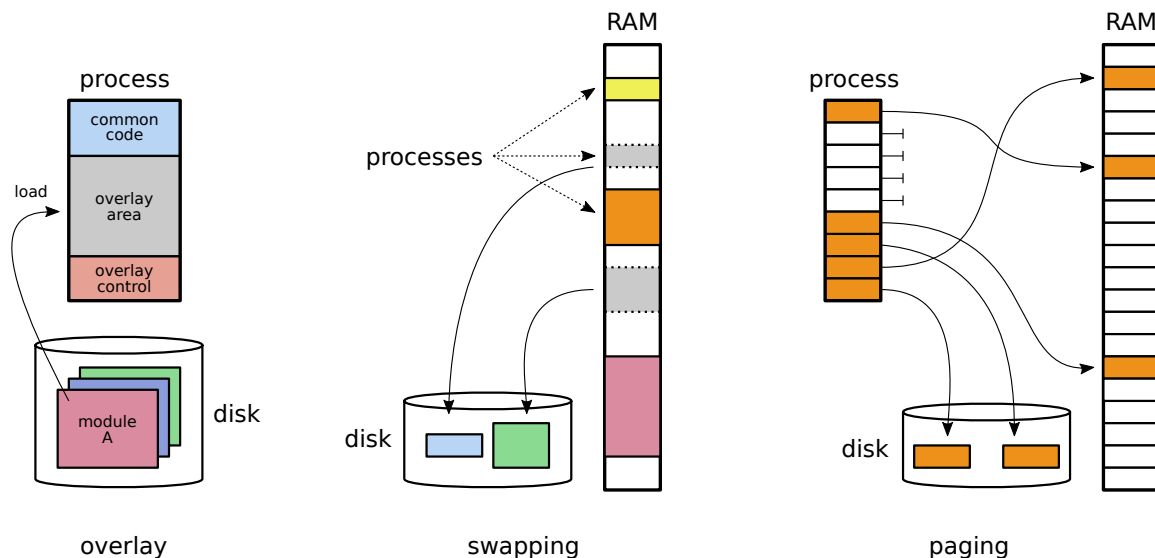 process
common
code
overlay
area
overlay
control
load
module
A
disk
overlay
RAM
processes
disk
swapping
RAM
process
disk
paging